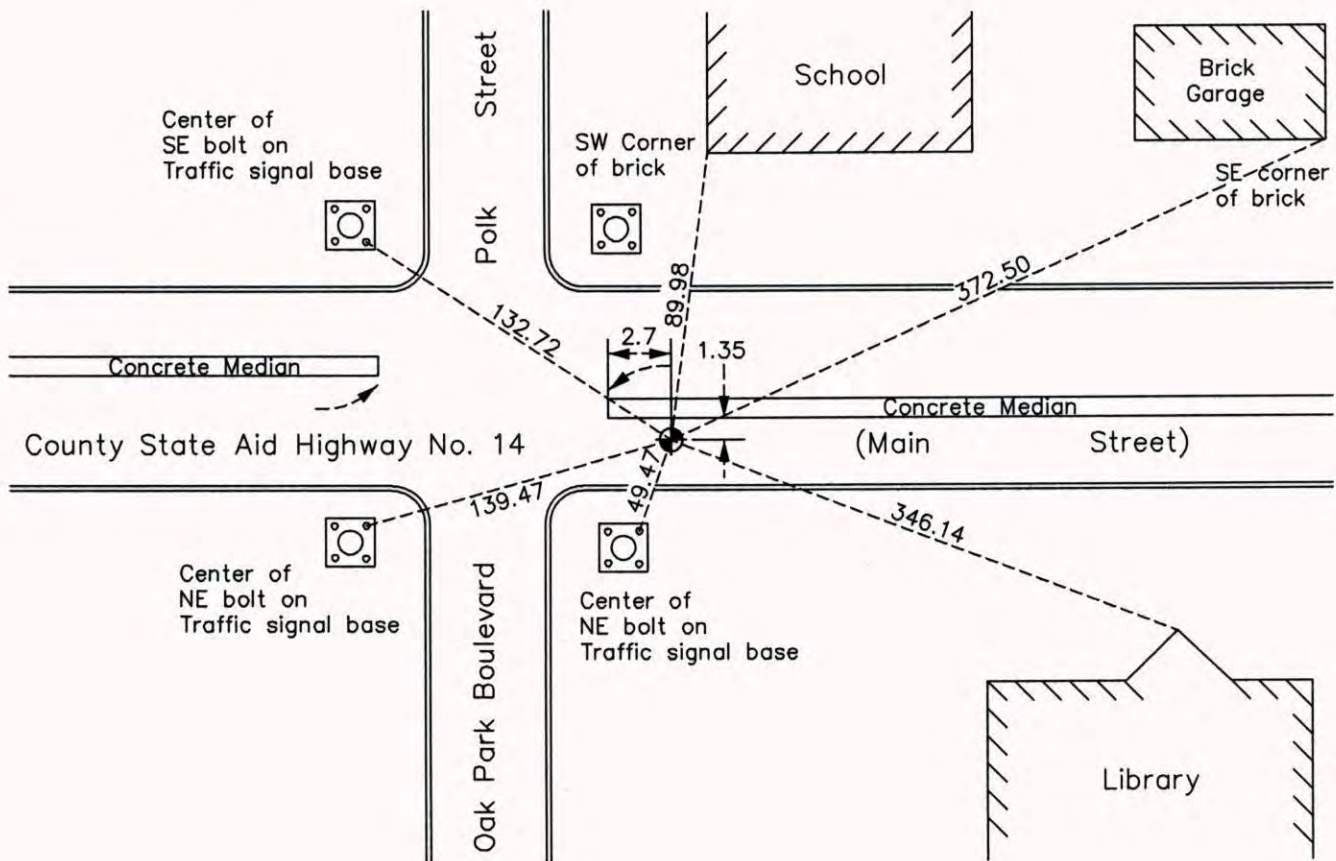 Polk Street
School
Brick
Garage
Center of
SE bolt on
Traffic signal base
SW Corner
of brick
SE corner
of brick
132.72
89.98
372.50
2.7
1.35
Concrete Median
Concrete Median
County State Aid Highway No. 14
(Main Street)
139.47
49.47
346.14
Center of
NE bolt on
Traffic signal base
Center of
NE bolt on
Traffic signal base
Oak Park Boulevard
Library